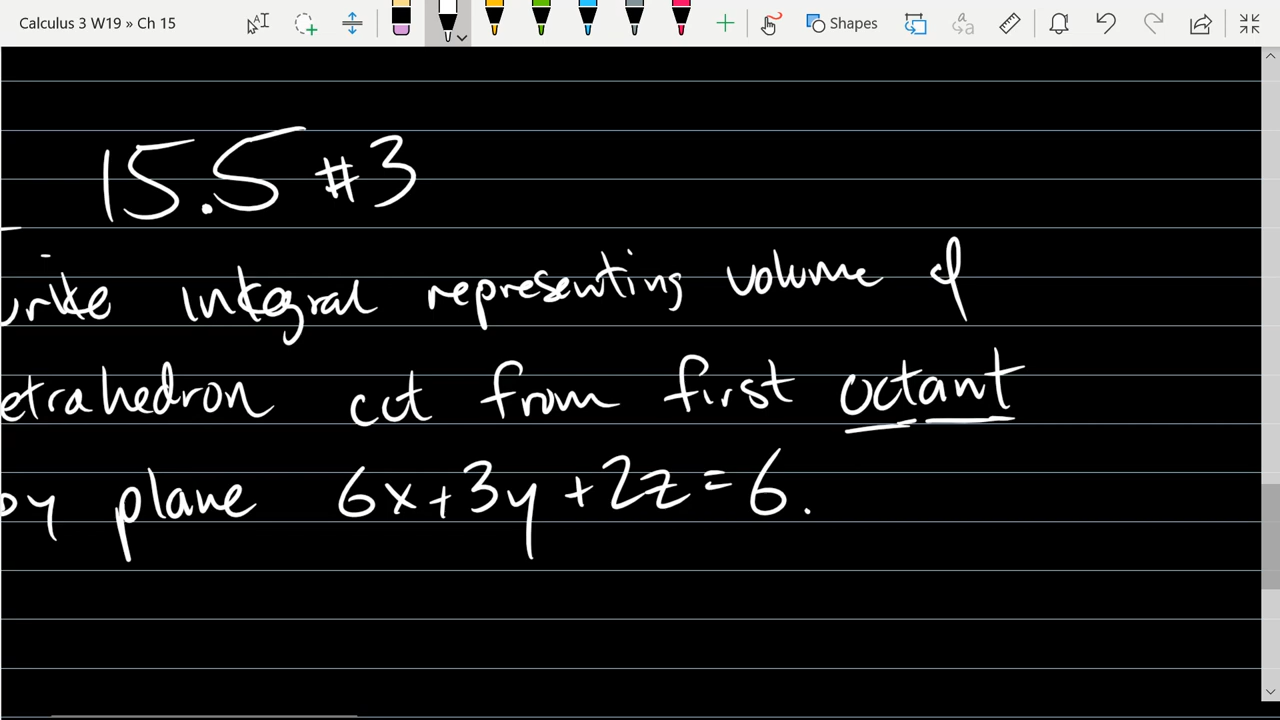 Calculus 3 W19 » Ch 15
Shapes
15.5 #3
write integral representing volume of
etrahedron cut from first octant
by plane 6x+3y+2z=6.